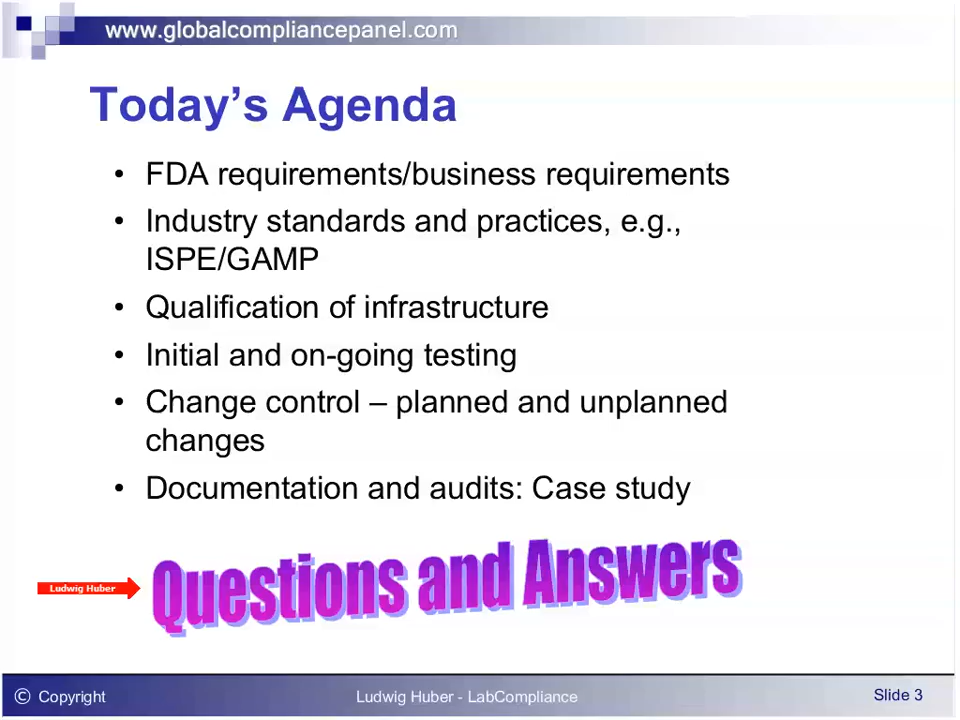 www.globalcompliancepanel.com
Today’s Agenda
• FDA requirements/business requirements
• Industry standards and practices, e.g.,
ISPE/GAMP
• Qualification of infrastructure
• Initial and on-going testing
• Change control – planned and unplanned
changes
• Documentation and audits: Case study
Questions and Answers
Ludwig Huber
© Copyright
Ludwig Huber - LabCompliance
Slide 3